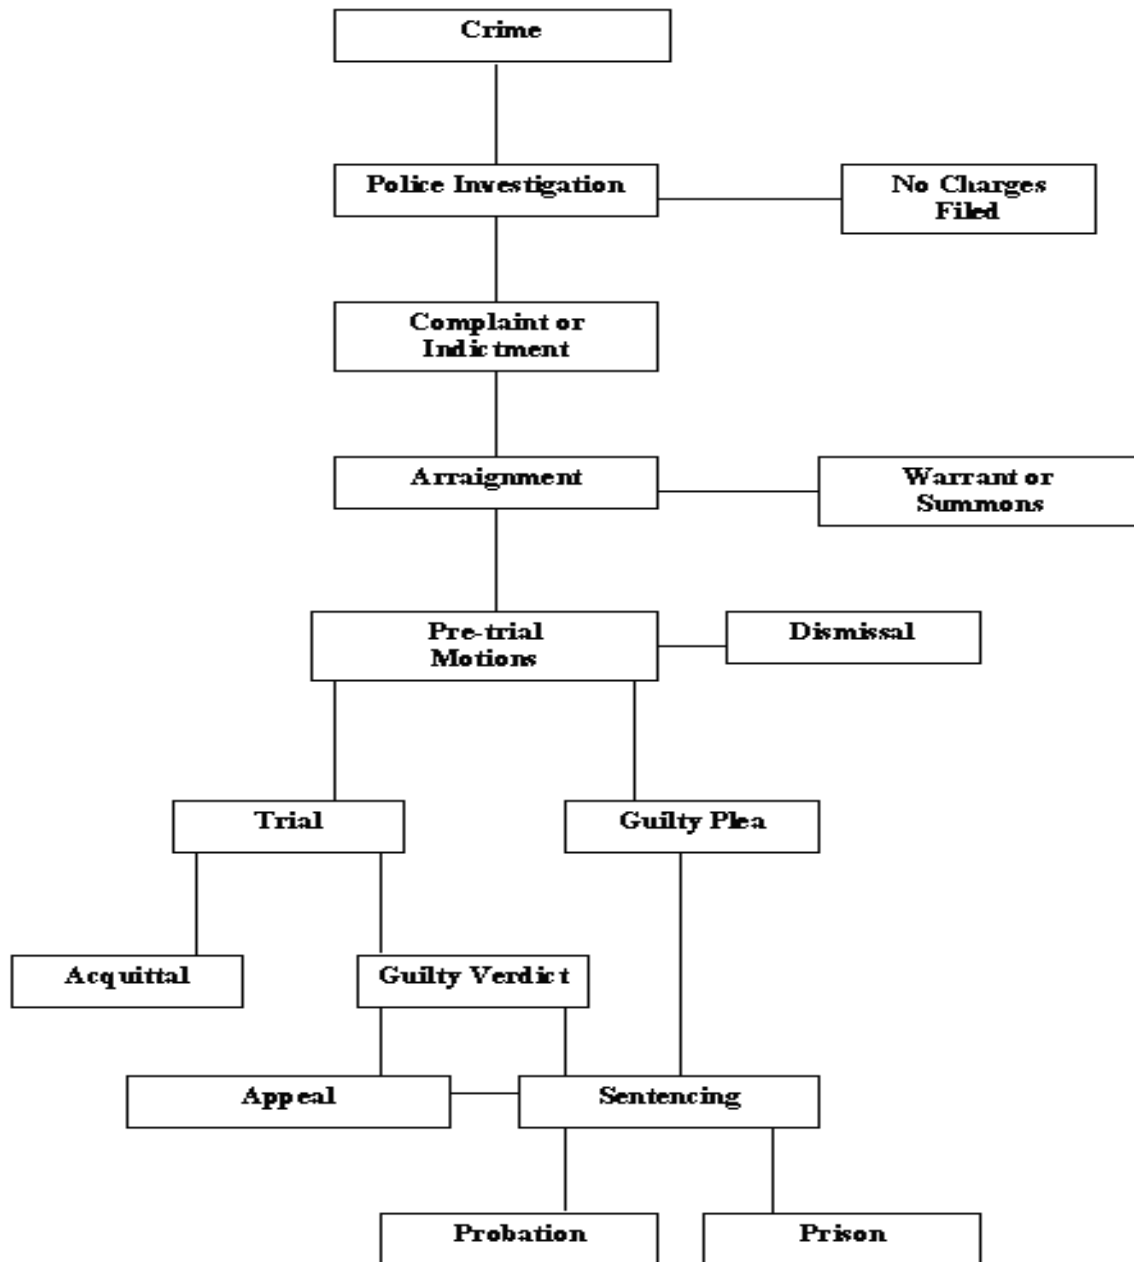 Crime
Police Investigation
No Charges
Filed
Complaint or
Indictment
Arraignment
Warrant or
Summons
Pre-trial
Motions
Dismissal
Trial
Guilty Plea
Acquittal
Guilty Verdict
Appeal
Sentencing
Probation
Prison